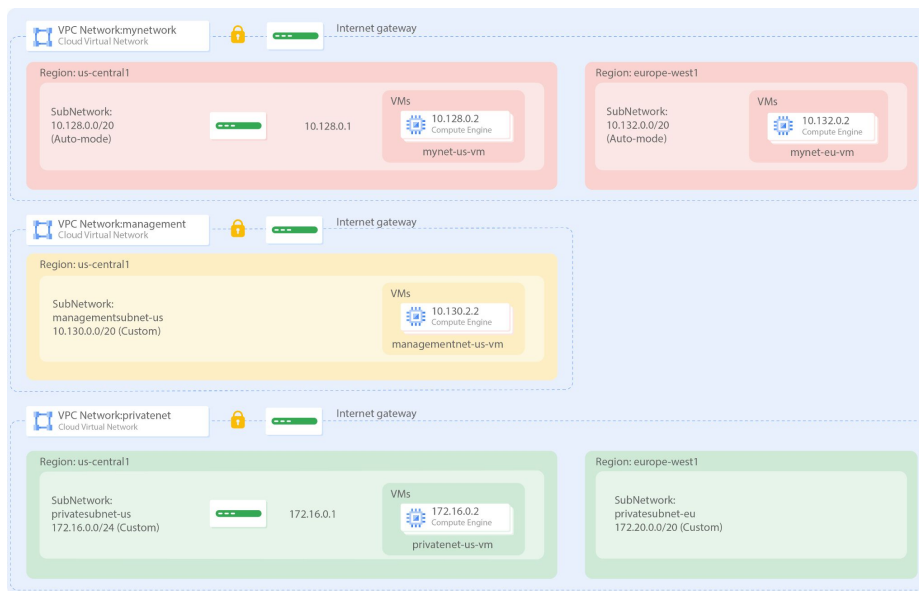 VPC Network:mynetwork
Cloud Virtual Network
Internet gateway
Region: us-central1
SubNetwork:
10.128.0.0/20
(Auto-mode)
10.128.0.1
VMs
10.128.0.2
Compute Engine
mynet-us-vm
Region: europe-west1
SubNetwork:
10.132.0.0/20
(Auto-mode)
VMs
10.132.0.2
Compute Engine
mynet-eu-vm
VPC Network:management
Cloud Virtual Network
Internet gateway
Region: us-central1
SubNetwork:
managementsubnet-us
10.130.0.0/20 (Custom)
VMs
10.130.2.2
Compute Engine
managementnet-us-vm
VPC Network:privatenet
Cloud Virtual Network
Internet gateway
Region: us-central1
SubNetwork:
privatesubnet-us
172.16.0.0/24 (Custom)
172.16.0.1
VMs
172.16.0.2
Compute Engine
privatenet-us-vm
Region: europe-west1
SubNetwork:
privatesubnet-eu
172.20.0.0/20 (Custom)